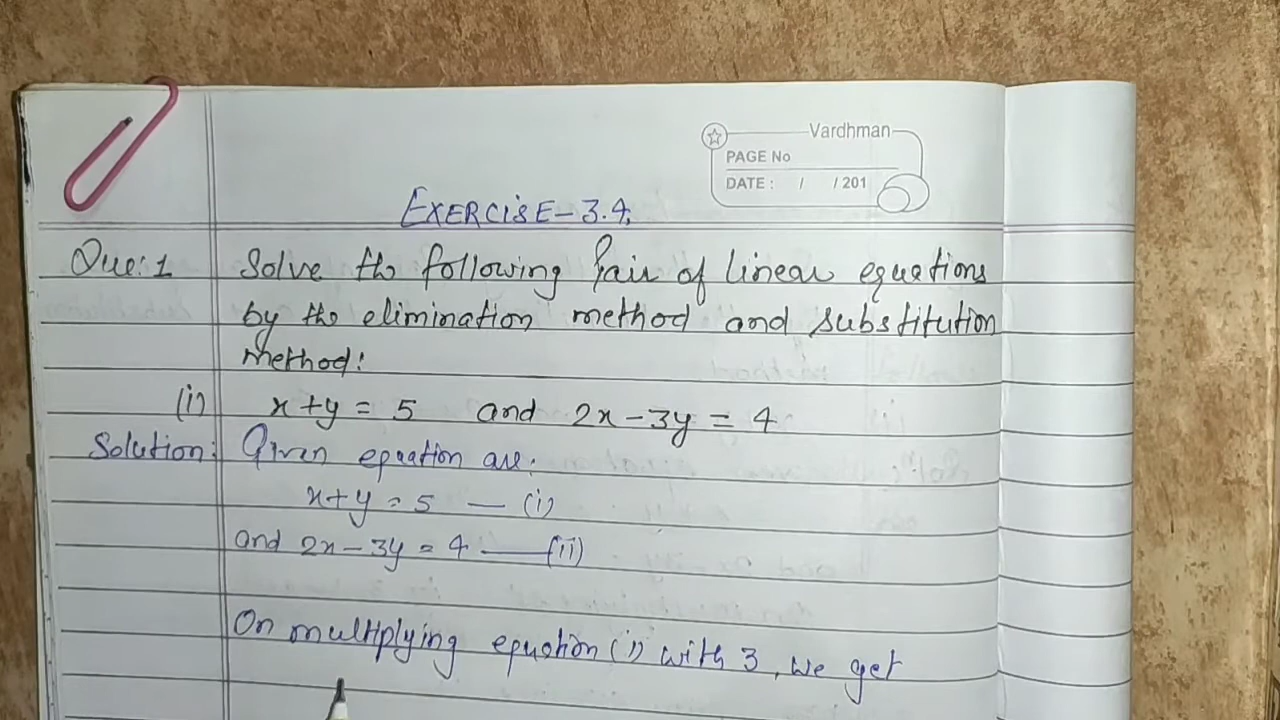 Vardhman
PAGE No
DATE : / / 201
EXERCISE-3.4.
Que:1 Solve the following Pair of linear equations
by the elimination method and substitution
method:
(i) x+y = 5 and 2x-3y = 4
Solution: Given equation are:
x+y = 5 — (i)
and 2x-3y = 4 — (ii)
On multiplying equation (i) with 3, we get